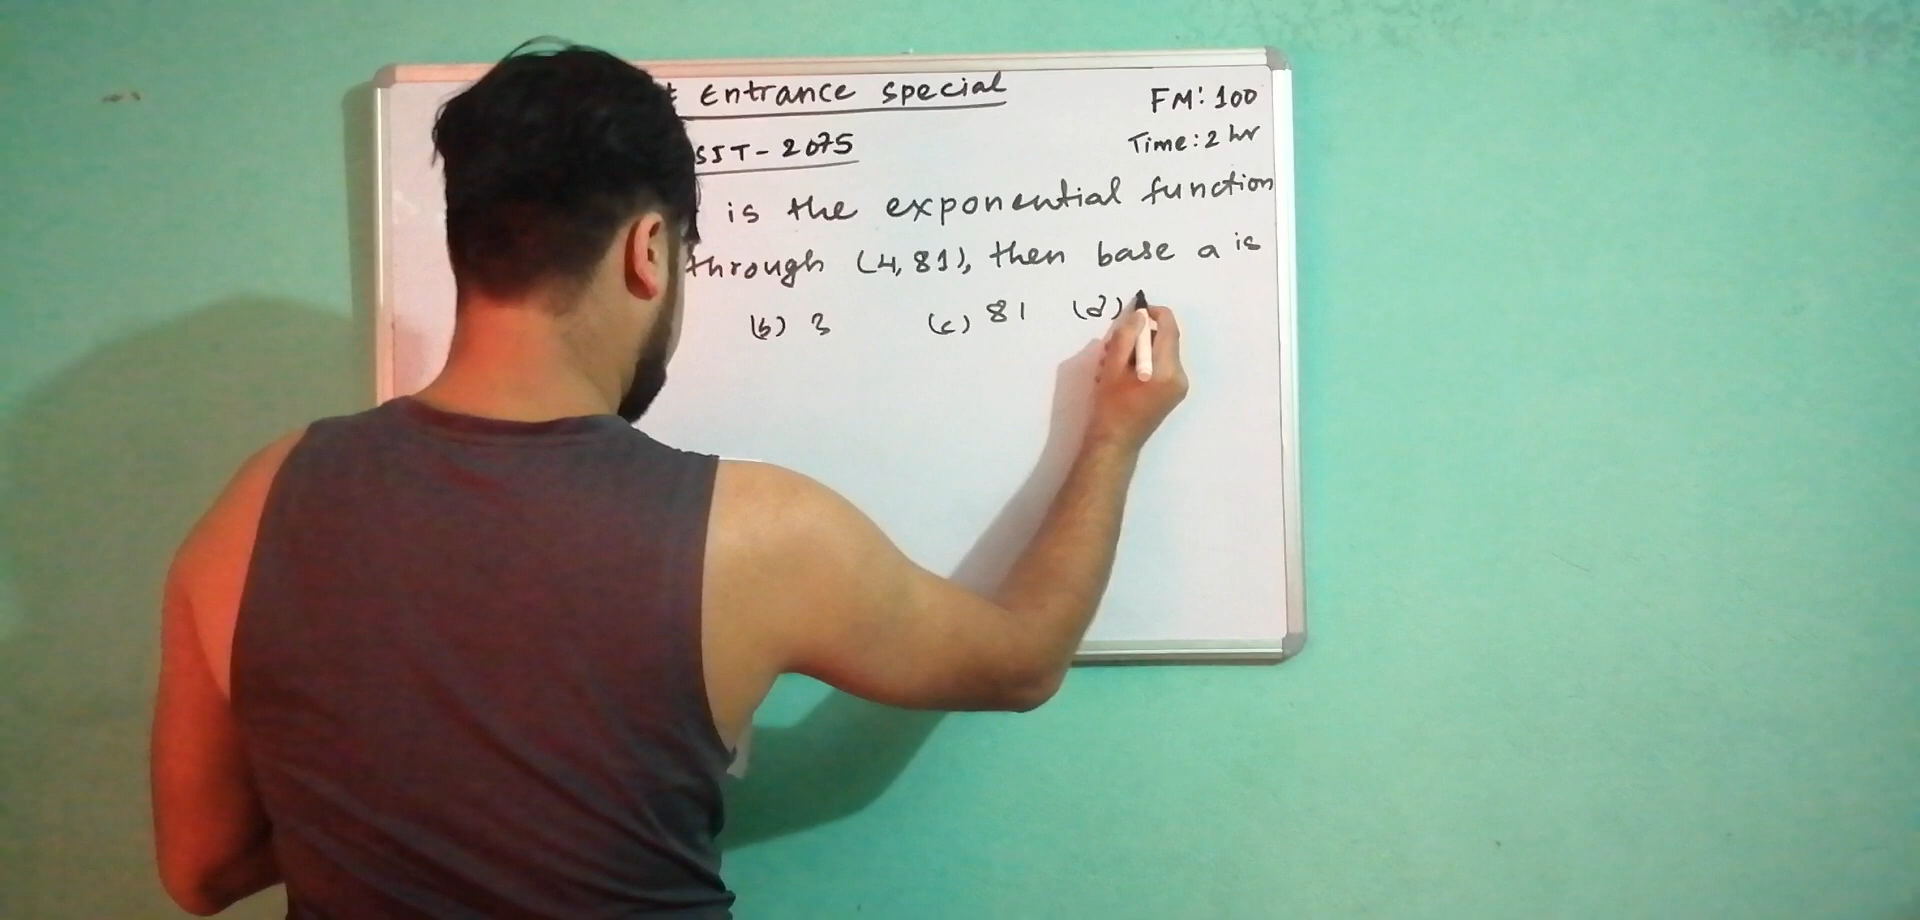 Entrance special
FM: 100
SIT - 2075
Time: 2 hr
is the exponential function
through (4, 81), then base a is
(b) 3 (c) 81 (d)